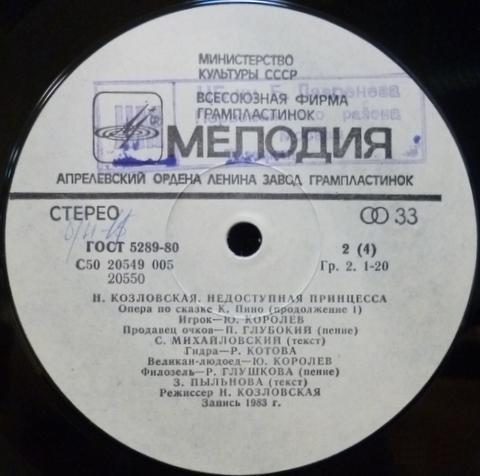 МИНИСТЕРСТВО
КУЛЬТУРЫ СССР
ВСЕСОЮЗНАЯ ФИРМА
ГРАМПЛАСТИНОК
МЕЛОДИЯ
АПРЕЛЕВСКИЙ ОРДЕНА ЛЕНИНА ЗАВОД ГРАМПЛАСТИНОК
СТЕРЕО 33
ГОСТ 5289-80 2 (4)
С50 20549 005 Гр. 2. 1-20
20550
Н. КОЗЛОВСКАЯ. НЕДОСТУПНАЯ ПРИНЦЕССА
Опера по сказке К. Пино (продолжение 1)
Игрок—Ю. КОРОЛЕВ
Продавец очков—П. ГЛУБОКИЙ (пение)
С. МИХАЙЛОВСКИЙ (текст)
Гидра—Р. КОТОВА
Великан-людоед—Ю. КОРОЛЕВ
Филозель—Р. ГЛУШКОВА (пение)
З. ПЫЛЬНОВА (текст)
Режиссер Н. КОЗЛОВСКАЯ
Запись 1983 г.